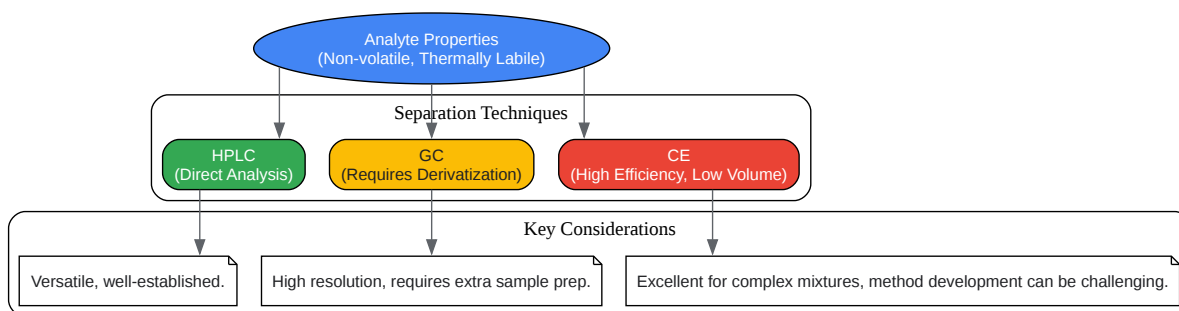 Analyte Properties
(Non-volatile, Thermally Labile)
Separation Techniques
HPLC
(Direct Analysis)
GC
(Requires Derivatization)
CE
(High Efficiency, Low Volume)
Key Considerations
Versatile, well-established.
High resolution, requires extra sample prep.
Excellent for complex mixtures, method development can be challenging.